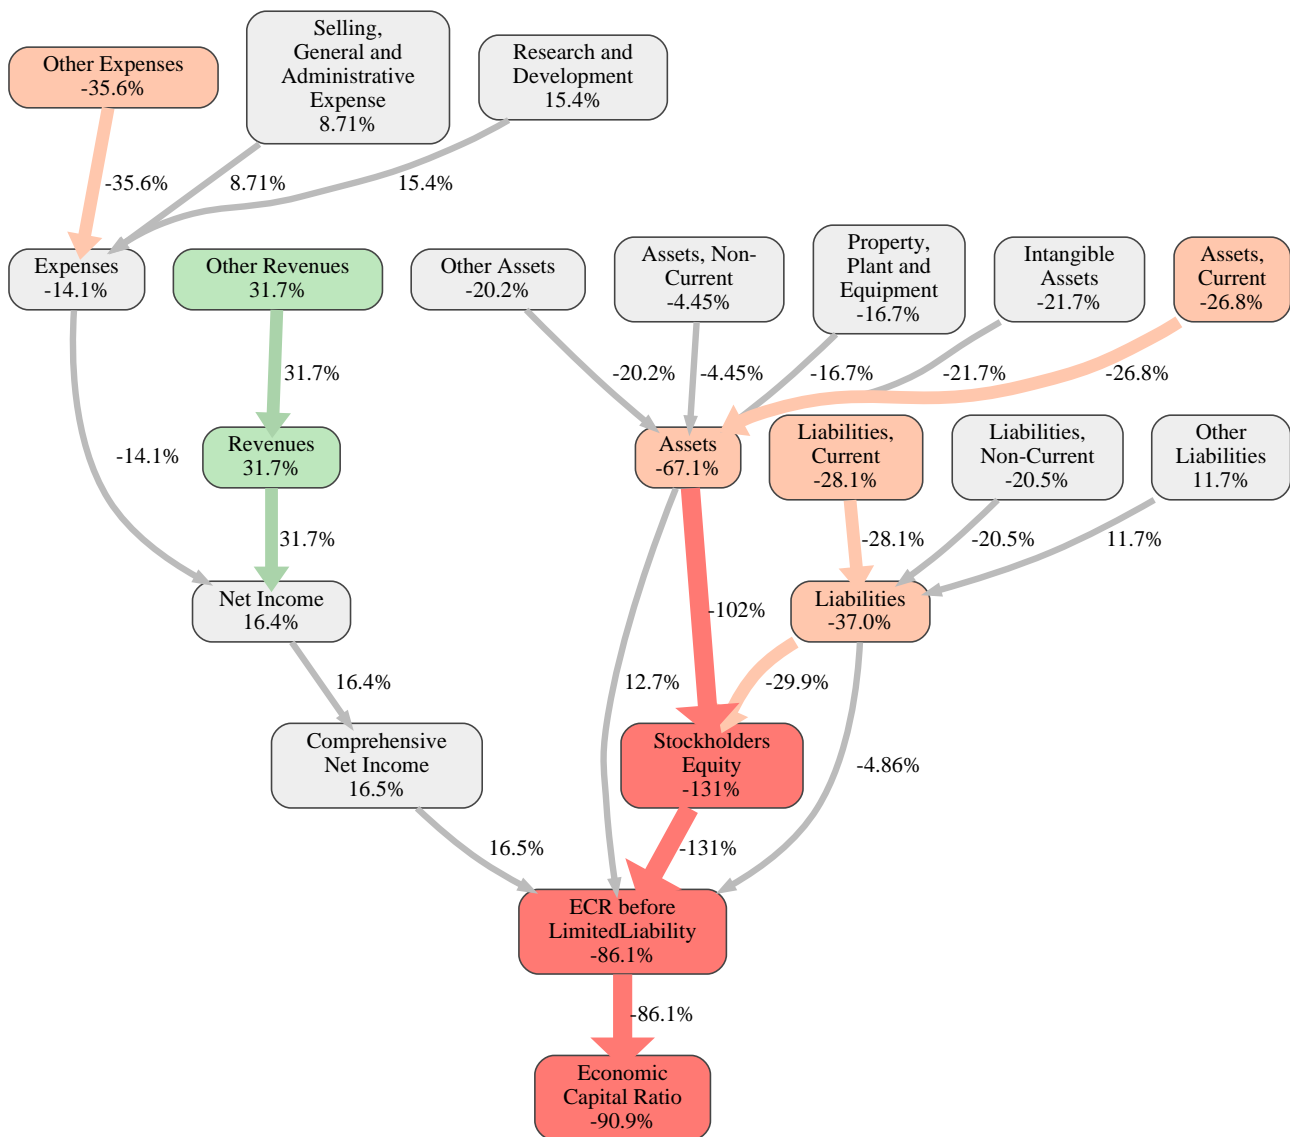 Selling,
General and
Administrative
Expense
8.71%
Other Expenses
-35.6%
Research and
Development
15.4%
-35.6%
8.71%
15.4%
Expenses
-14.1%
Other Revenues
31.7%
Other Assets
-20.2%
Assets, Non-
Current
-4.45%
Property,
Plant and
Equipment
-16.7%
Intangible
Assets
-21.7%
Assets,
Current
-26.8%
31.7%
-20.2%
-4.45%
-16.7%
-21.7%
-26.8%
-14.1%
Revenues
31.7%
Assets
-67.1%
Liabilities,
Current
-28.1%
Liabilities,
Non-Current
-20.5%
Other
Liabilities
11.7%
31.7%
-28.1%
-20.5%
11.7%
Net Income
16.4%
-102%
Liabilities
-37.0%
16.4%
12.7%
-29.9%
Comprehensive
Net Income
16.5%
Stockholders
Equity
-131%
-4.86%
16.5%
-131%
ECR before
LimitedLiability
-86.1%
-86.1%
Economic
Capital Ratio
-90.9%